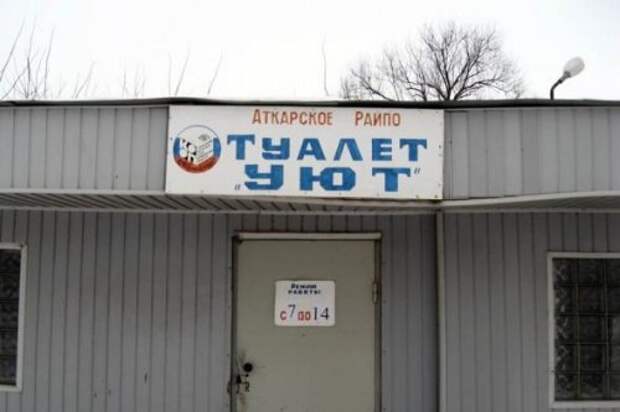 Аткарское Райпо
Туалет
"Уют"
Режим
работы
с 7 до 14